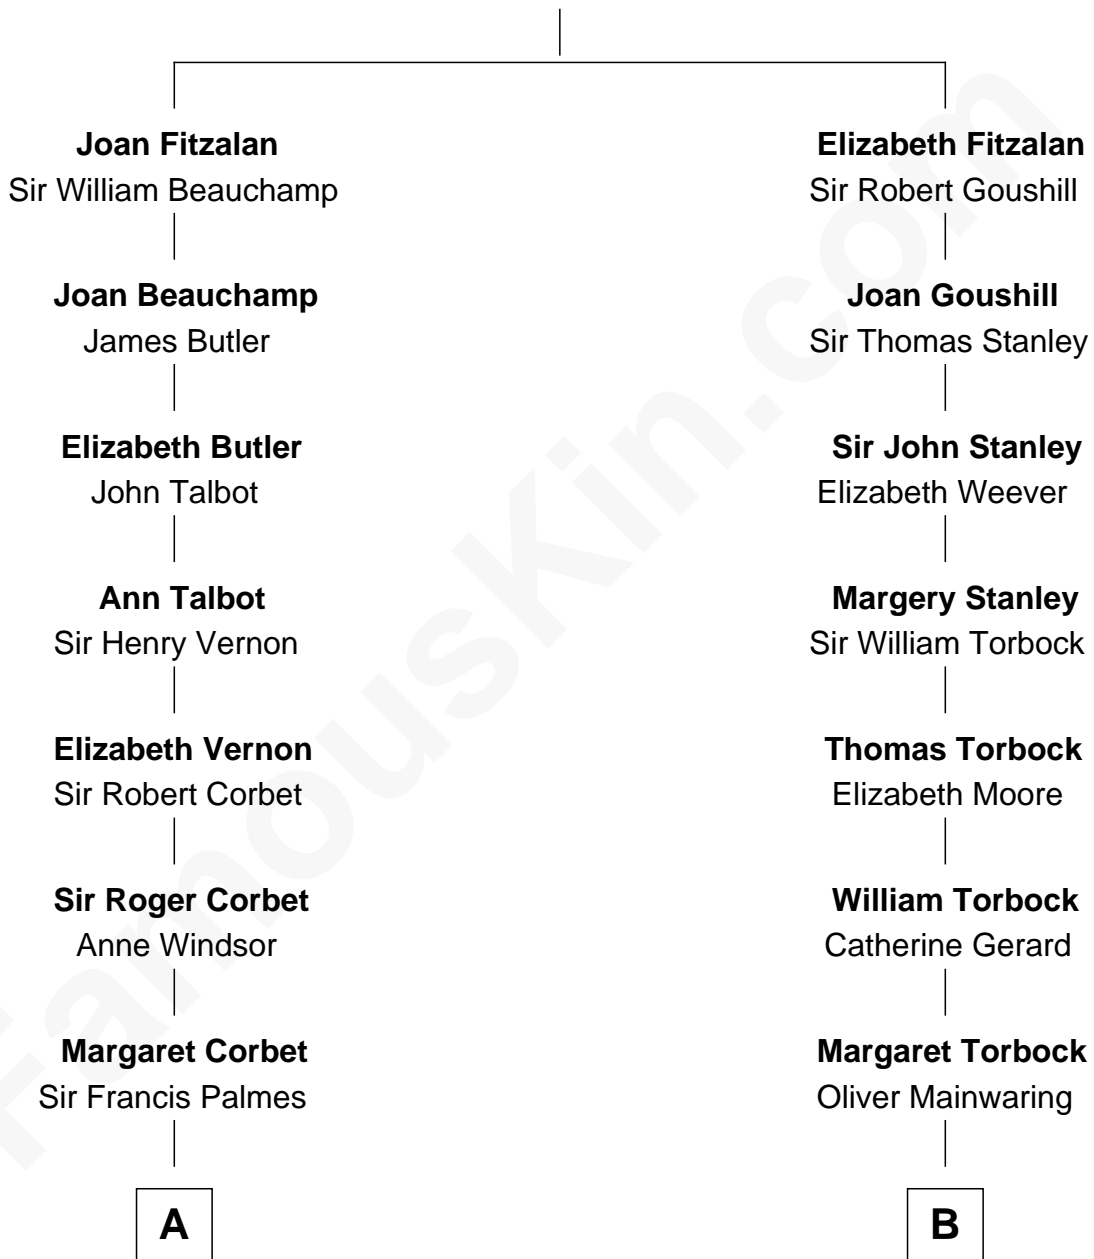 Joan Fitzalan
Sir William Beauchamp
Joan Beauchamp
James Butler
Elizabeth Butler
John Talbot
Ann Talbot
Sir Henry Vernon
Elizabeth Vernon
Sir Robert Corbet
Sir Roger Corbet
Anne Windsor
Margaret Corbet
Sir Francis Palmes
A
Elizabeth Fitzalan
Sir Robert Goushill
Joan Goushill
Sir Thomas Stanley
Sir John Stanley
Elizabeth Weever
Margery Stanley
Sir William Torbock
Thomas Torbock
Elizabeth Moore
William Torbock
Catherine Gerard
Margaret Torbock
Oliver Mainwaring
B
FamousKin.com